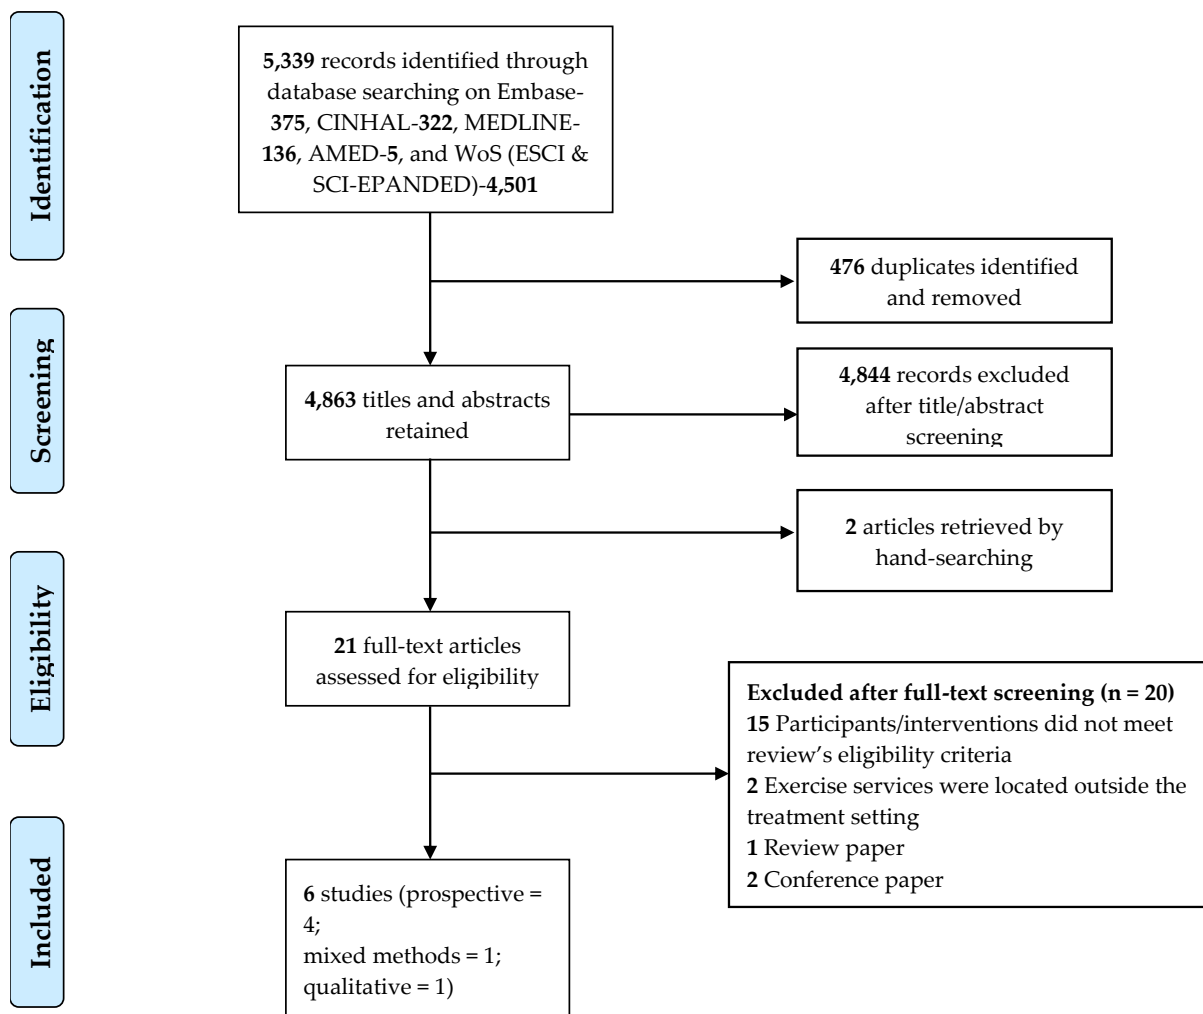 Identification
5,339 records identified through
database searching on Embase-
375, CINHAL-322, MEDLINE-
136, AMED-5, and WoS (ESCI &
SCI-EPANDED)-4,501
476 duplicates identified
and removed
Screening
4,863 titles and abstracts
retained
4,844 records excluded
after title/abstract
screening
2 articles retrieved by
hand-searching
Eligibility
21 full-text articles
assessed for eligibility
Excluded after full-text screening (n = 20)
15 Participants/interventions did not meet
review’s eligibility criteria
2 Exercise services were located outside the
treatment setting
1 Review paper
2 Conference paper
Included
6 studies (prospective =
4;
mixed methods = 1;
qualitative = 1)